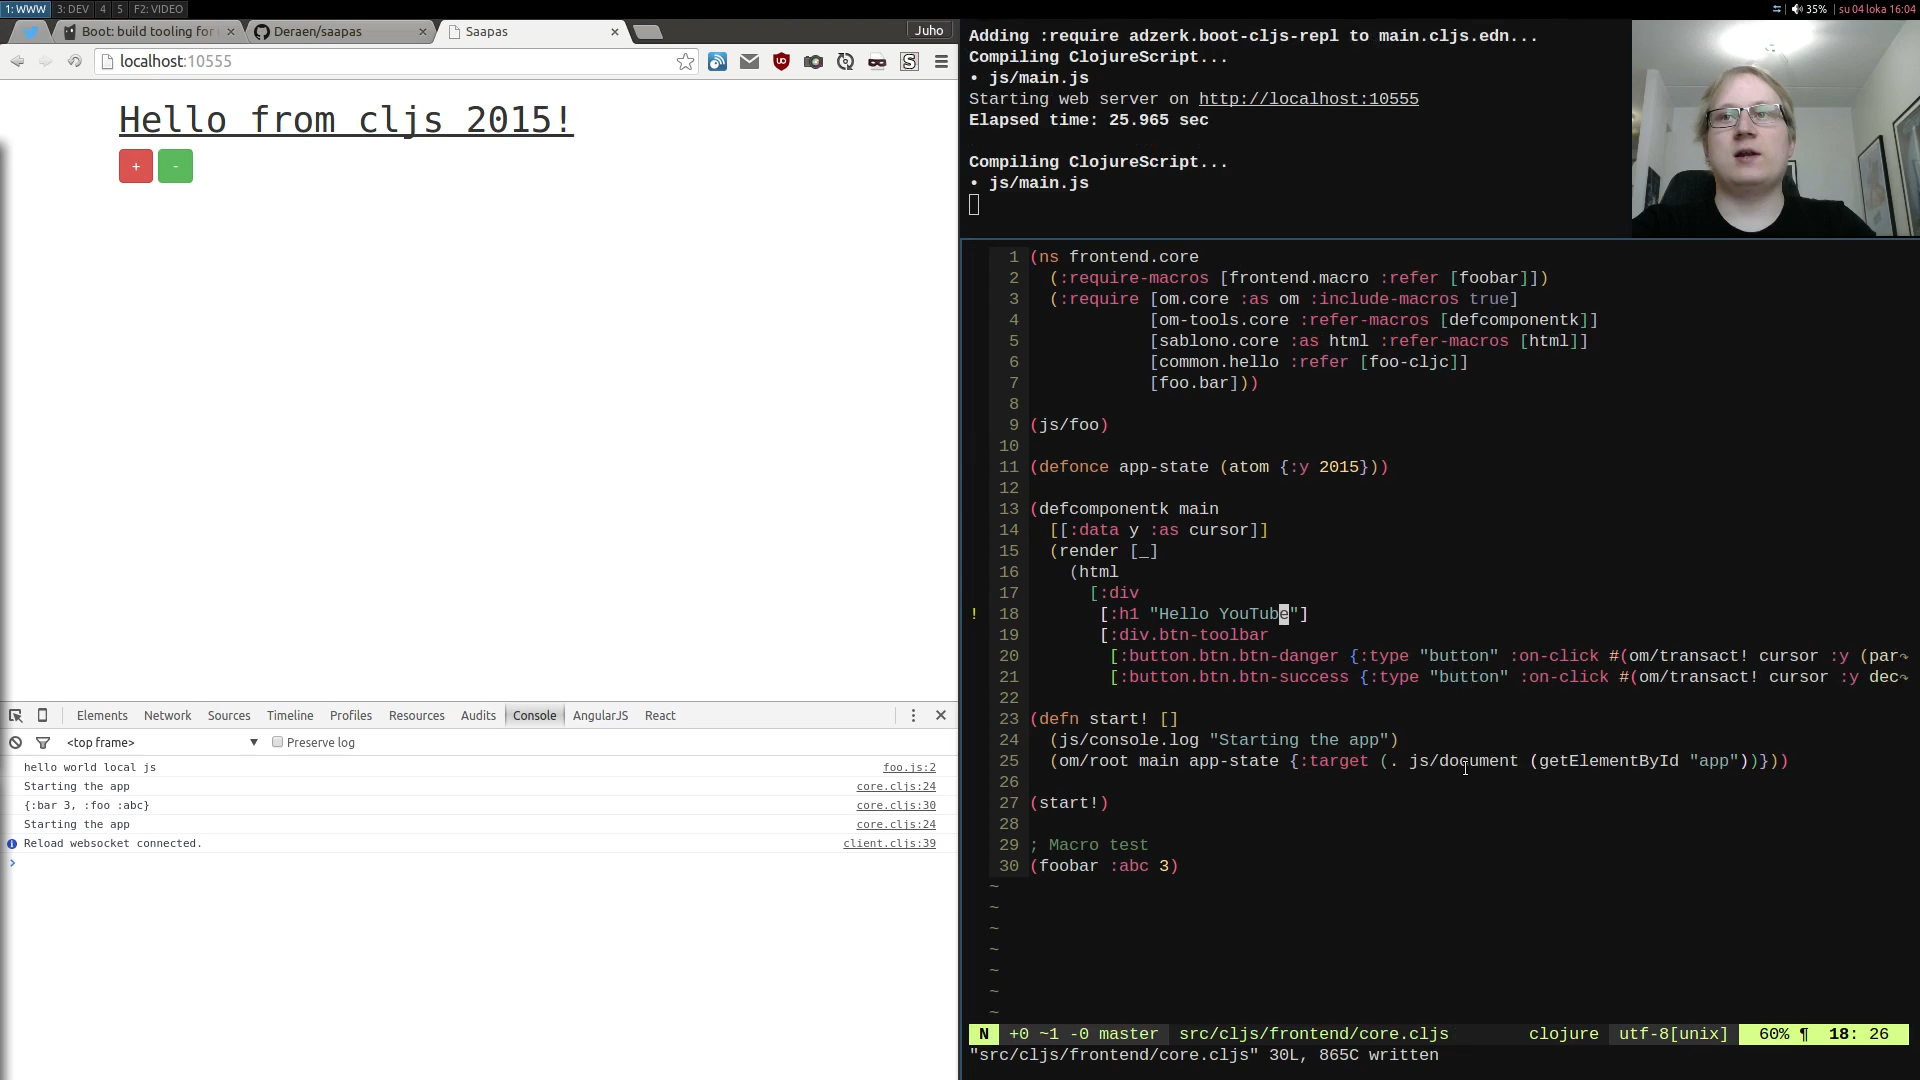 1: WWW 3: DEV 4 5 F2: VIDEO
35% su 04 loka 16:04
Boot: build tooling for
Deraen/saapas
Saapas
Juho
localhost:10555
Hello from cljs 2015!
+ -
Elements Network Sources Timeline Profiles Resources Audits Console AngularJS React
<top frame> Preserve log
hello world local js foo.js:2
Starting the app core.cljs:24
{:bar 3, :foo :abc} core.cljs:30
Starting the app core.cljs:24
Reload websocket connected. client.cljs:39
>
Adding :require adzerk.boot-cljs-repl to main.cljs.edn...
Compiling ClojureScript...
• js/main.js
Starting web server on http://localhost:10555
Elapsed time: 25.965 sec
Compiling ClojureScript...
• js/main.js
1 (ns frontend.core
2 (:require-macros [frontend.macro :refer [foobar]])
3 (:require [om.core :as om :include-macros true]
4 [om-tools.core :refer-macros [defcomponentk]]
5 [sablono.core :as html :refer-macros [html]]
6 [common.hello :refer [foo-cljc]]
7 [foo.bar]))
8
9 (js/foo)
10
11 (defonce app-state (atom {:y 2015}))
12
13 (defcomponentk main
14 [[:data y :as cursor]]
15 (render [_]
16 (html
17 [:div
! 18 [:h1 "Hello YouTube"]
19 [:div.btn-toolbar
20 [:button.btn.btn-danger {:type "button" :on-click #(om/transact! cursor :y (par
21 [:button.btn.btn-success {:type "button" :on-click #(om/transact! cursor :y dec
22
23 (defn start! []
24 (js/console.log "Starting the app")
25 (om/root main app-state {:target (. js/document (getElementById "app"))}))
26
27 (start!)
28
29 ; Macro test
30 (foobar :abc 3)
~
~
~
~
~
~
~
N +0 ~1 -0 master src/cljs/frontend/core.cljs clojure utf-8[unix] 60% ¶ 18: 26
"src/cljs/frontend/core.cljs" 30L, 865C written